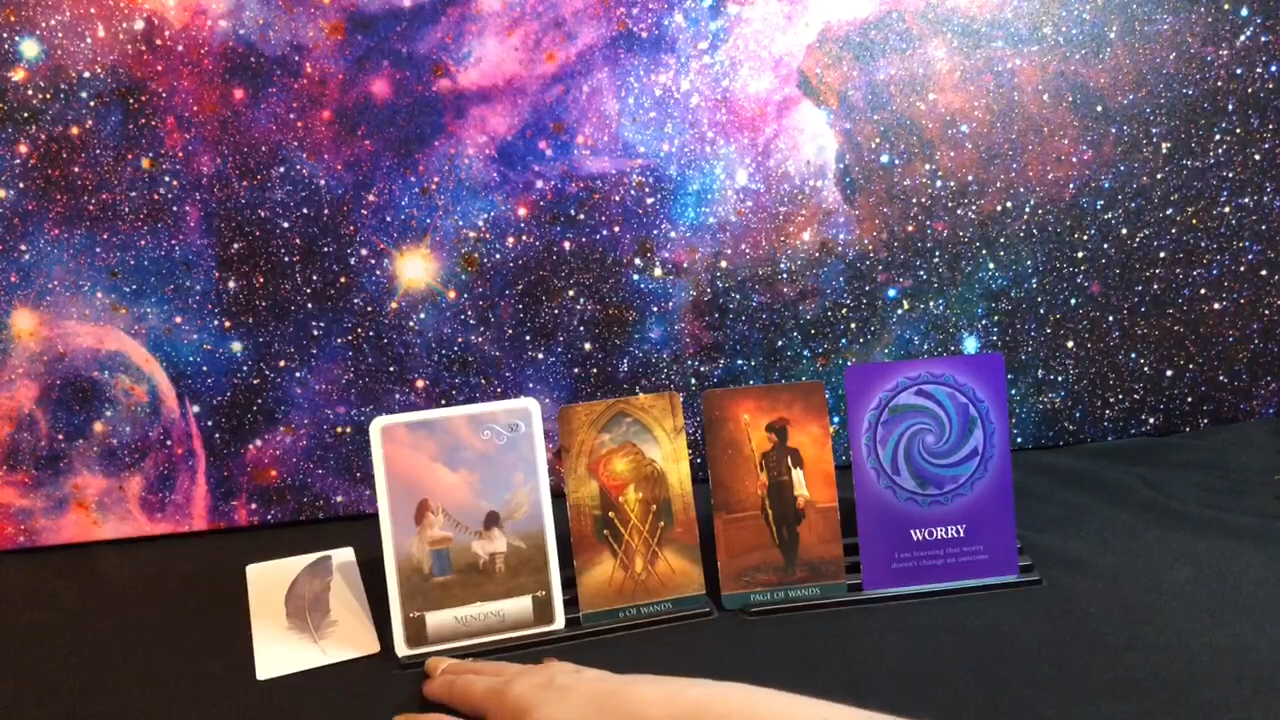 52
MENDING
6 OF WANDS
PAGE OF WANDS
WORRY
I am learning that worry
doesn't change an outcome